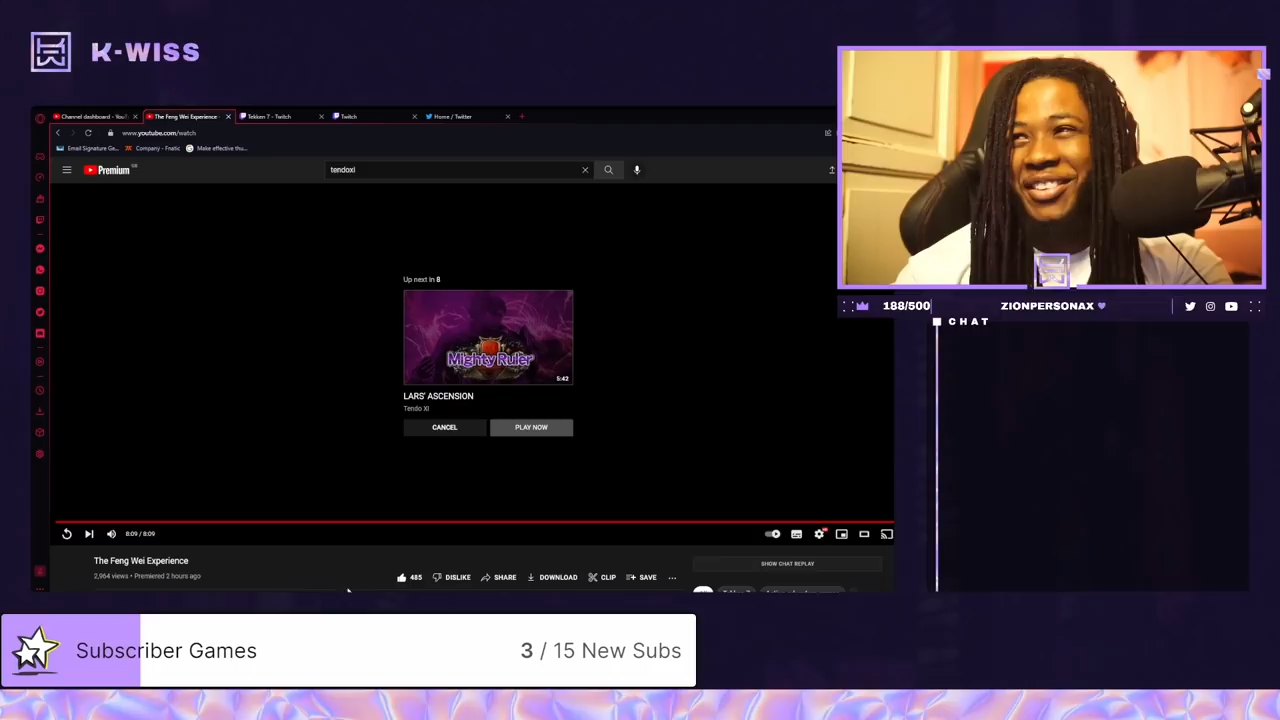 K-WISS
Channel dashboard - YouT
The Feng Wei Experience -
Tekken 7 - Twitch
Twitch
Home / Twitter
www.youtube.com/watch
Email Signature Ge...
Company - Fnatic
Make effective thu...
Premium
tendoxi
Up next in 8
Mighty Ruler
5:42
LARS' ASCENSION
Tendo XI
CANCEL
PLAY NOW
188/500
ZIONPERSONAX
CHAT
8:09 / 8:09
The Feng Wei Experience
2,964 views • Premiered 2 hours ago
485
DISLIKE
SHARE
DOWNLOAD
CLIP
SAVE
SHOW CHAT REPLAY
Subscriber Games
3 / 15 New Subs